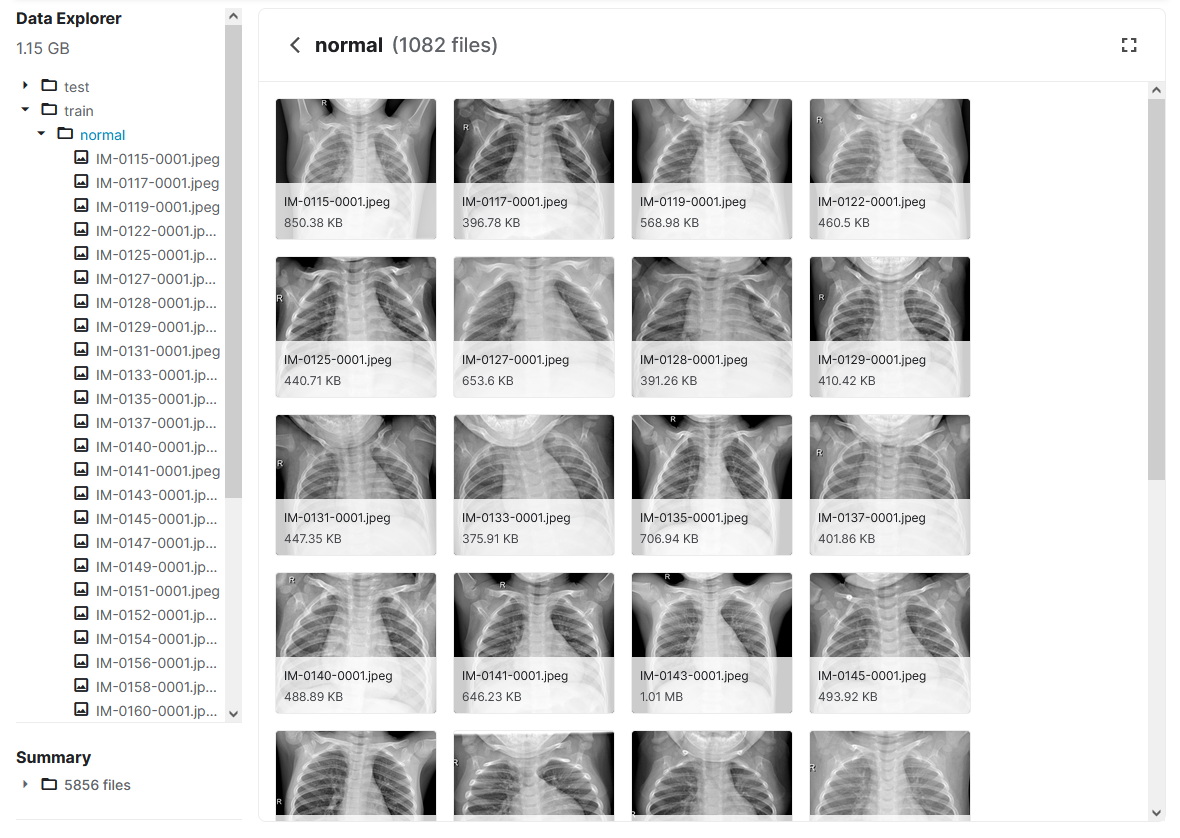 Data Explorer
1.15 GB
test
train
normal
IM-0115-0001.jpeg
IM-0117-0001.jpeg
IM-0119-0001.jpeg
IM-0122-0001.jp...
IM-0125-0001.jp...
IM-0127-0001.jp...
IM-0128-0001.jp...
IM-0129-0001.jp...
IM-0131-0001.jpeg
IM-0133-0001.jp...
IM-0135-0001.jp...
IM-0137-0001.jp...
IM-0140-0001.jp...
IM-0141-0001.jpeg
IM-0143-0001.jp...
IM-0145-0001.jp...
IM-0147-0001.jp...
IM-0149-0001.jp...
IM-0151-0001.jpeg
IM-0152-0001.jp...
IM-0154-0001.jp...
IM-0156-0001.jp...
IM-0158-0001.jp...
IM-0160-0001.jp...
Summary
5856 files
normal (1082 files)
R
R
R
IM-0115-0001.jpeg
850.38 KB
IM-0117-0001.jpeg
396.78 KB
IM-0119-0001.jpeg
568.98 KB
IM-0122-0001.jpeg
460.5 KB
R
R
IM-0125-0001.jpeg
440.71 KB
IM-0127-0001.jpeg
653.6 KB
IM-0128-0001.jpeg
391.26 KB
IM-0129-0001.jpeg
410.42 KB
R
R
R
IM-0131-0001.jpeg
447.35 KB
IM-0133-0001.jpeg
375.91 KB
IM-0135-0001.jpeg
706.94 KB
IM-0137-0001.jpeg
401.86 KB
R
R
R
IM-0140-0001.jpeg
488.89 KB
IM-0141-0001.jpeg
646.23 KB
IM-0143-0001.jpeg
1.01 MB
IM-0145-0001.jpeg
493.92 KB
R
R
R